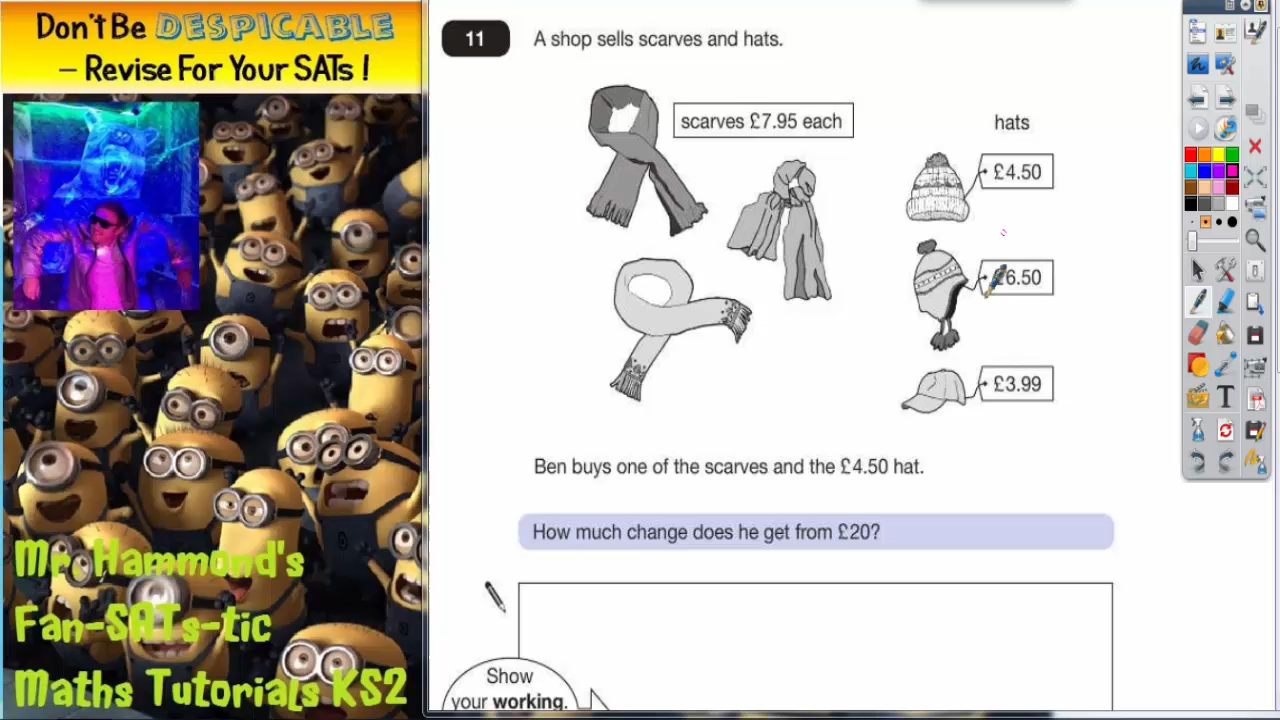 Don't Be DESPICABLE
– Revise For Your SATs !
Mr. Hammond's
Fan-SATs-tic
Maths Tutorials KS2
11
A shop sells scarves and hats.
scarves £7.95 each
hats
£4.50
£6.50
£3.99
Ben buys one of the scarves and the £4.50 hat.
How much change does he get from £20?
Show
your working.